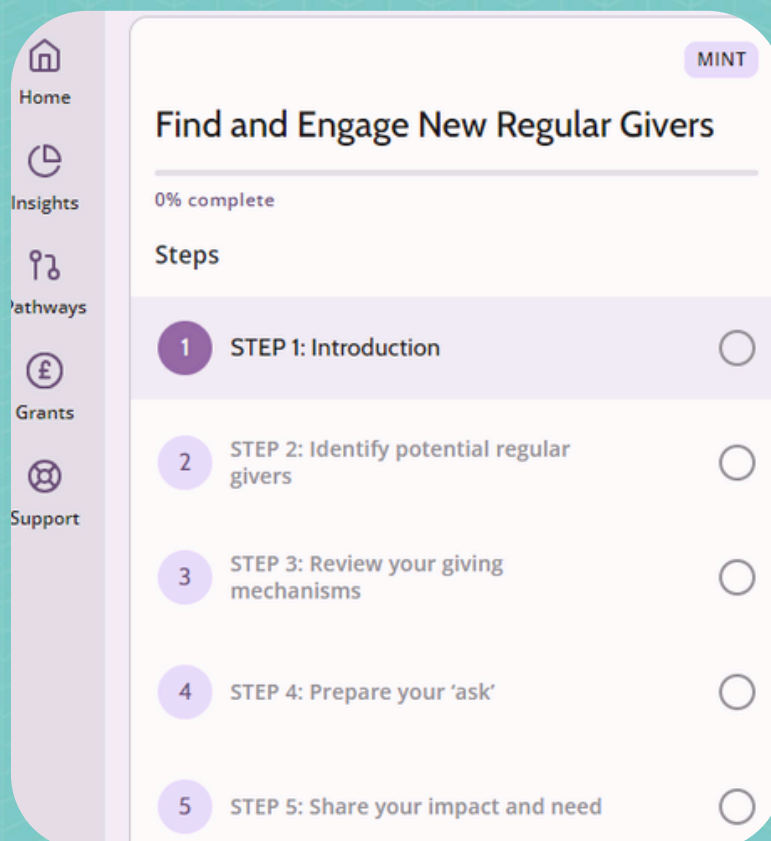 Home
Insights
Pathways
£
Grants
Support
MINT
Find and Engage New Regular Givers
0% complete
Steps
1 STEP 1: Introduction
2 STEP 2: Identify potential regular
givers
3 STEP 3: Review your giving
mechanisms
4 STEP 4: Prepare your ‘ask’
5 STEP 5: Share your impact and need